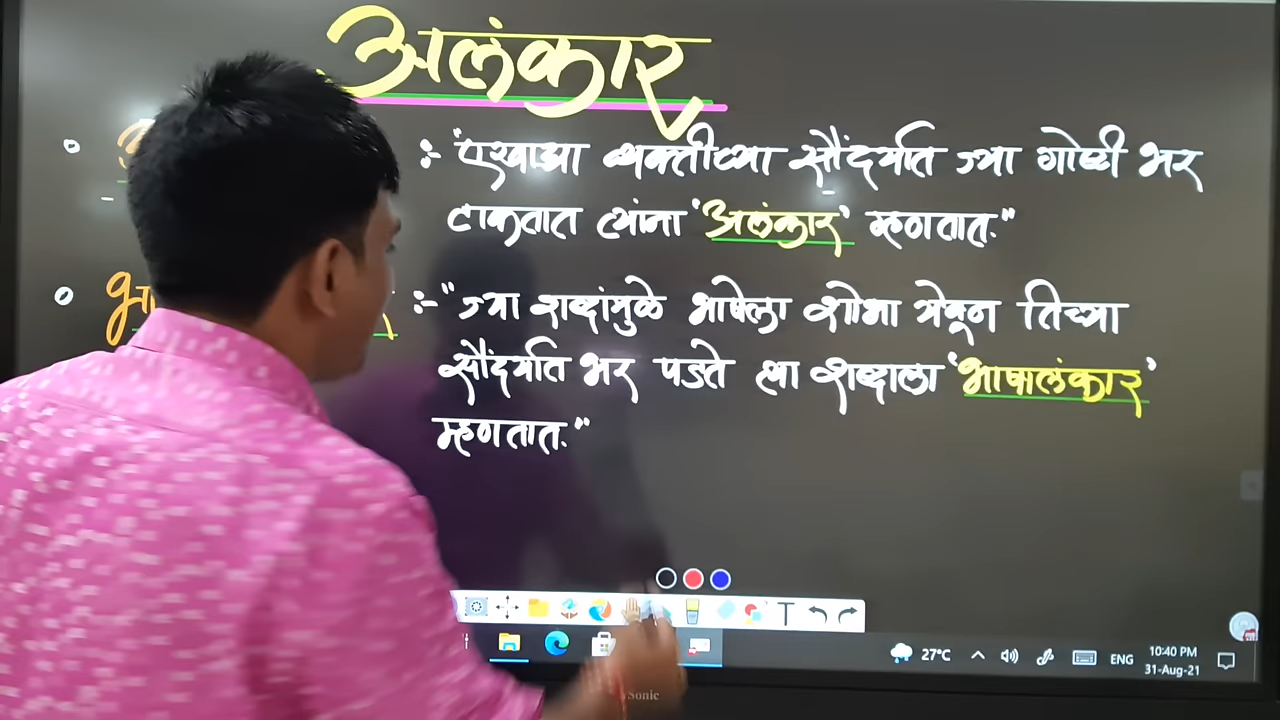 अलंकार
:- "एखाद्या व्यक्तीच्या सौंदर्यात ज्या गोष्टी भर
टाकतात त्यांना 'अलंकार' म्हणतात."
:- "ज्या शब्दांमुळे भाषेला शोभा येवून तिच्या
सौंदर्यात भर पडते त्या शब्दाला 'भाषालंकार'
म्हणतात."
T
27°C ENG 10:40 PM
31-Aug-21